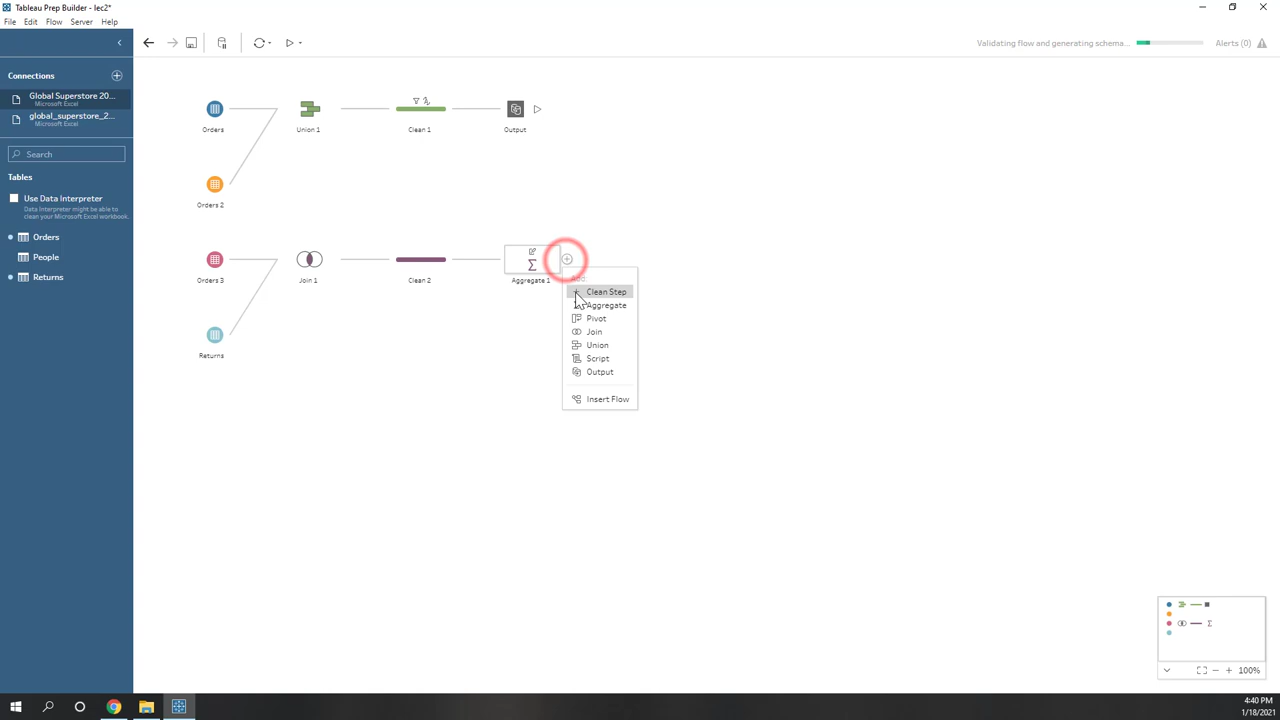 Tableau Prep Builder - lec2*
File Edit Flow Server Help
Validating flow and generating schema... Alerts (0)
Connections
Global Superstore 20...
Microsoft Excel
global_superstore_2...
Microsoft Excel
Search
Tables
Use Data Interpreter
Data Interpreter might be able to
clean your Microsoft Excel workbook.
Orders
People
Returns
Orders Union 1 Clean 1 Output
Orders 2
Orders 3 Join 1 Clean 2 Aggregate 1
Returns
Clean Step
Aggregate
Pivot
Join
Union
Script
Output
Insert Flow
100%
4:40 PM
1/18/2021